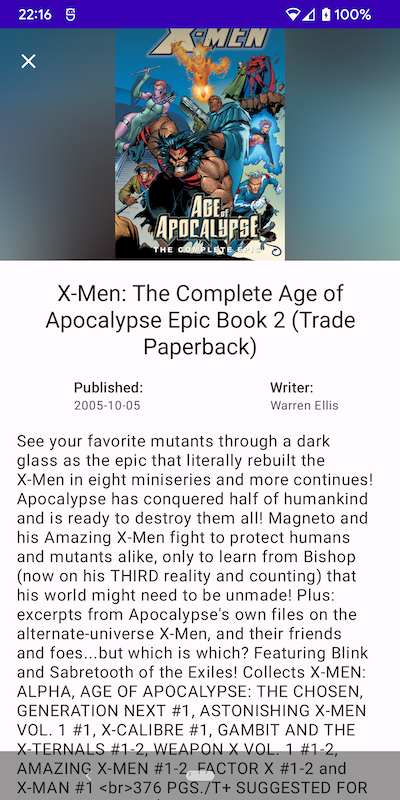 22:16
100%
X-MEN
AGE of
APOCALYPSE
THE COMPLETE EPIC
X-Men: The Complete Age of
Apocalypse Epic Book 2 (Trade
Paperback)
Published:
Writer:
2005-10-05
Warren Ellis
See your favorite mutants through a dark
glass as the epic that literally rebuilt the
X-Men in eight miniseries and more continues!
Apocalypse has conquered half of humankind
and is ready to destroy them all! Magneto and
his Amazing X-Men fight to protect humans
and mutants alike, only to learn from Bishop
(now on his THIRD reality and counting) that
his world might need to be unmade! Plus:
excerpts from Apocalypse's own files on the
alternate-universe X-Men, and their friends
and foes...but which is which? Featuring Blink
and Sabretooth of the Exiles! Collects X-MEN:
ALPHA, AGE OF APOCALYPSE: THE CHOSEN,
GENERATION NEXT #1, ASTONISHING X-MEN
VOL. 1 #1, X-CALIBRE #1, GAMBIT AND THE
X-TERNALS #1-2, WEAPON X VOL. 1 #1-2,
AMAZING X-MEN #1-2, FACTOR X #1-2 and
X-MAN #1 <br>376 PGS./T+ SUGGESTED FOR